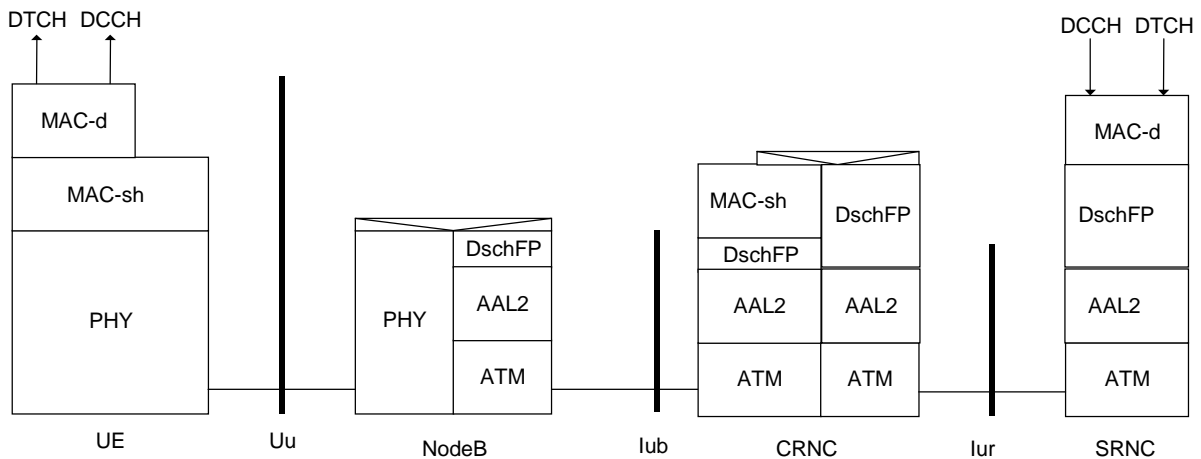 DTCH DCCH
DCCH DTCH
MAC-d
MAC-d
MAC-sh
MAC-sh
DschFP
DschFP
DschFP
DschFP
PHY
PHY
AAL2
AAL2
AAL2
AAL2
ATM
ATM
ATM
ATM
UE
Uu
NodeB
Iub
CRNC
Iur
SRNC